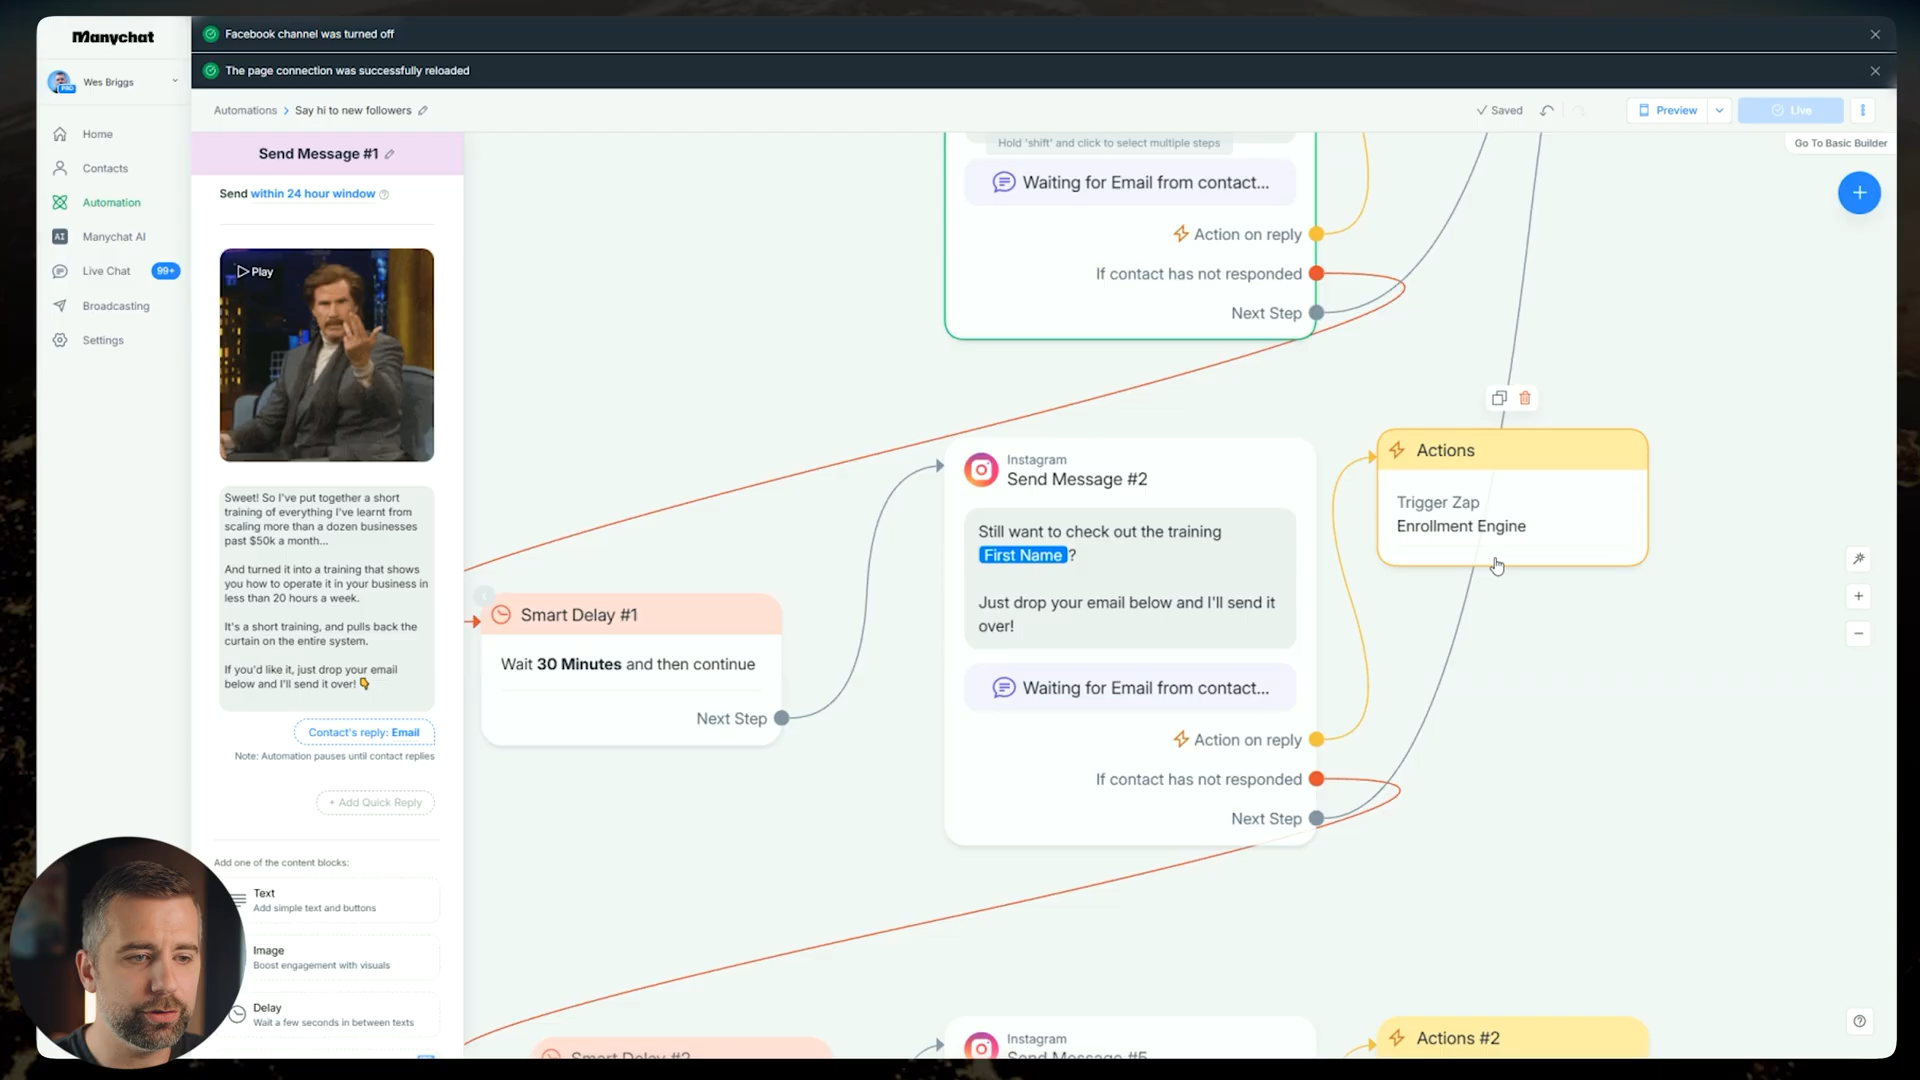 Manychat
Facebook channel was turned off
The page connection was successfully reloaded
PRO
Wes Briggs
Automations
Say hi to new followers
Saved
Preview
Live
Go To Basic Builder
Home
Contacts
Automation
AI
Manychat AI
Live Chat
99+
Broadcasting
Settings
Send Message #1
Send within 24 hour window
Play
Sweet! So I've put together a short
training of everything I've learnt from
scaling more than a dozen businesses
past $50k a month...
And turned it into a training that shows
you how to operate it in your business in
less than 20 hours a week.
It's a short training, and pulls back the
curtain on the entire system.
If you'd like it, just drop your email
below and I'll send it over! 👇
Contact's reply: Email
Note: Automation pauses until contact replies
+ Add Quick Reply
Add one of the content blocks:
Text
Add simple text and buttons
Image
Boost engagement with visuals
Delay
Wait a few seconds in between texts
Hold 'shift' and click to select multiple steps
Waiting for Email from contact...
Action on reply
If contact has not responded
Next Step
Smart Delay #1
Wait 30 Minutes and then continue
Next Step
Instagram
Send Message #2
Still want to check out the training
First Name ?
Just drop your email below and I'll send it
over!
Waiting for Email from contact...
Action on reply
If contact has not responded
Next Step
Actions
Trigger Zap
Enrollment Engine
Smart Delay #2
Instagram
Send Message #5
Actions #2